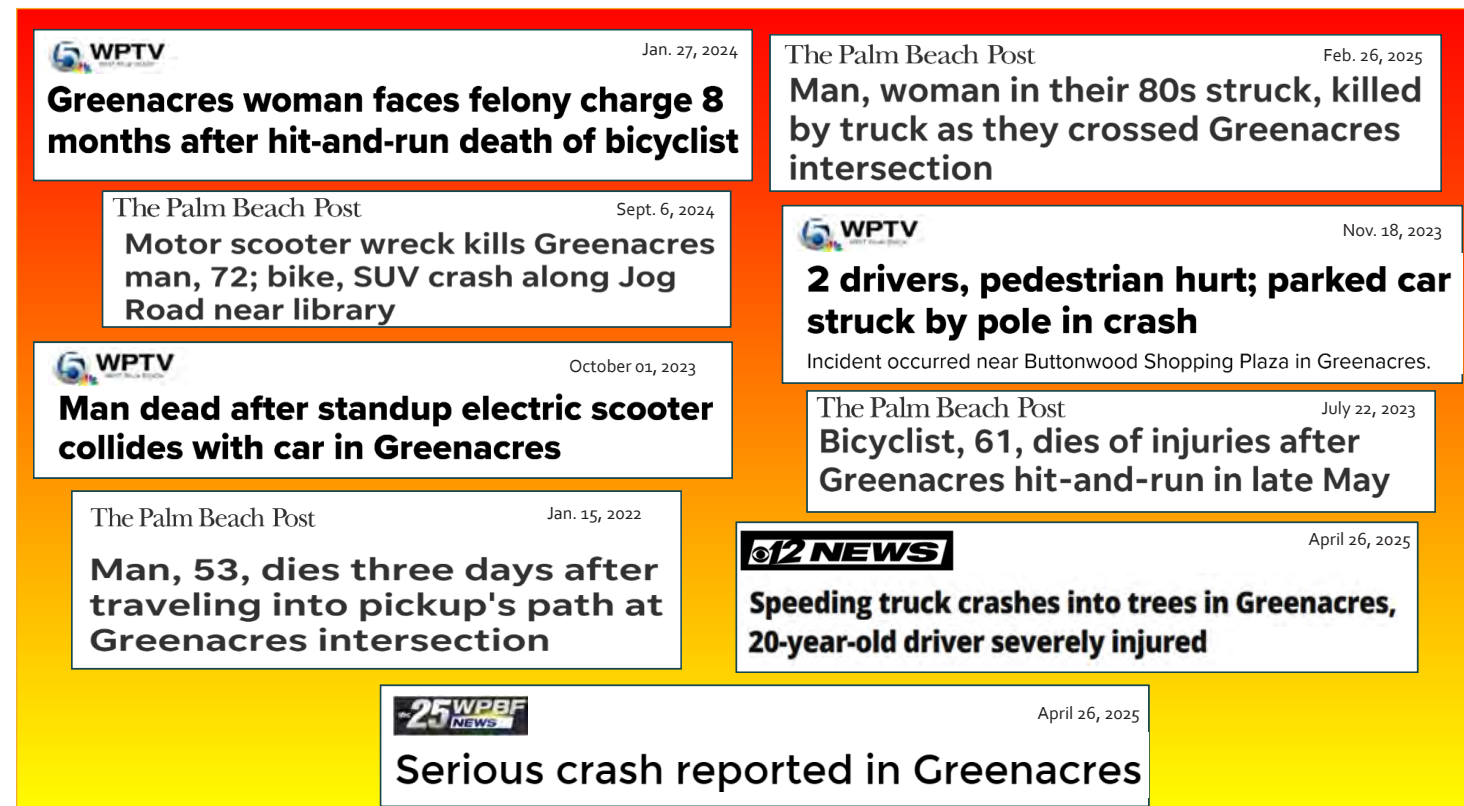 5 WPTV
Jan. 27, 2024
Greenacres woman faces felony charge 8
months after hit-and-run death of bicyclist
The Palm Beach Post
Feb. 26, 2025
Man, woman in their 80s struck, killed
by truck as they crossed Greenacres
intersection
The Palm Beach Post
Sept. 6, 2024
Motor scooter wreck kills Greenacres
man, 72; bike, SUV crash along Jog
Road near library
5 WPTV
Nov. 18, 2023
2 drivers, pedestrian hurt; parked car
struck by pole in crash
Incident occurred near Buttonwood Shopping Plaza in Greenacres.
5 WPTV
October 01, 2023
Man dead after standup electric scooter
collides with car in Greenacres
The Palm Beach Post
July 22, 2023
Bicyclist, 61, dies of injuries after
Greenacres hit-and-run in late May
The Palm Beach Post
Jan. 15, 2022
Man, 53, dies three days after
traveling into pickup's path at
Greenacres intersection
12 NEWS
April 26, 2025
Speeding truck crashes into trees in Greenacres,
20-year-old driver severely injured
25 WPBF
NEWS
April 26, 2025
Serious crash reported in Greenacres